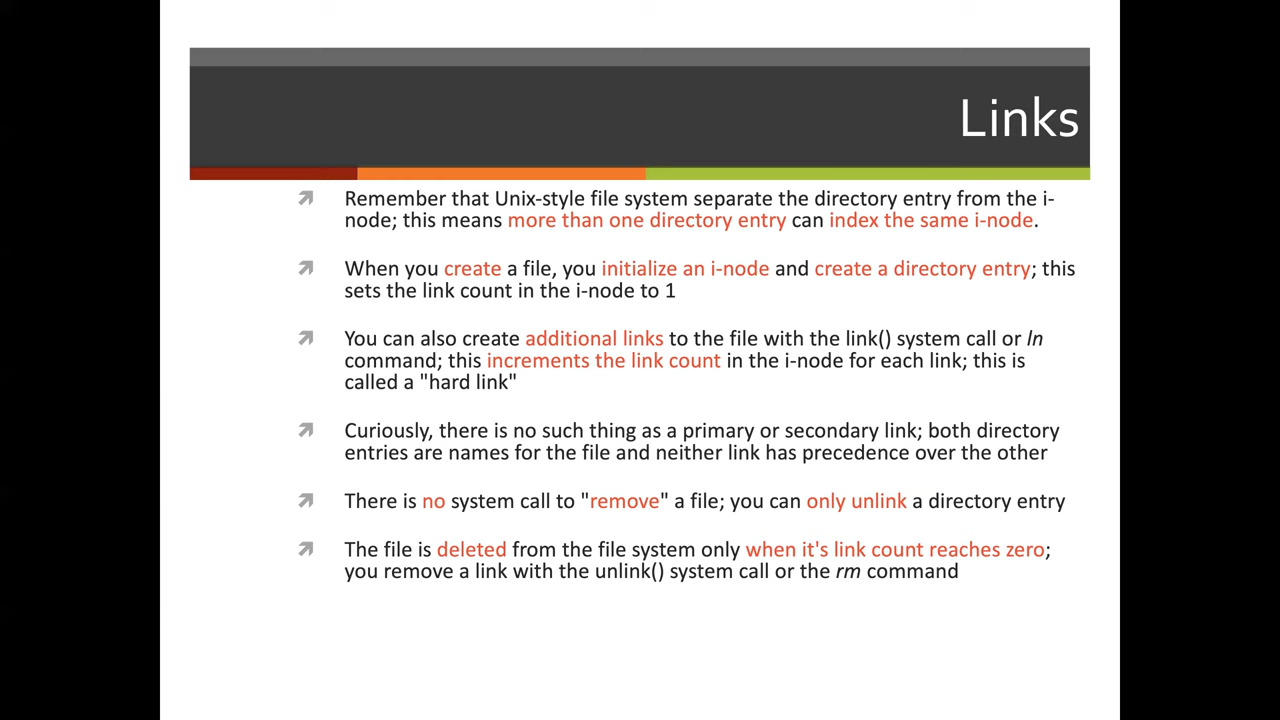 Links
Remember that Unix-style file system separate the directory entry from the i-
node; this means more than one directory entry can index the same i-node.
When you create a file, you initialize an i-node and create a directory entry; this
sets the link count in the i-node to 1
You can also create additional links to the file with the link() system call or ln
command; this increments the link count in the i-node for each link; this is
called a "hard link"
Curiously, there is no such thing as a primary or secondary link; both directory
entries are names for the file and neither link has precedence over the other
There is no system call to "remove" a file; you can only unlink a directory entry
The file is deleted from the file system only when it's link count reaches zero;
you remove a link with the unlink() system call or the rm command